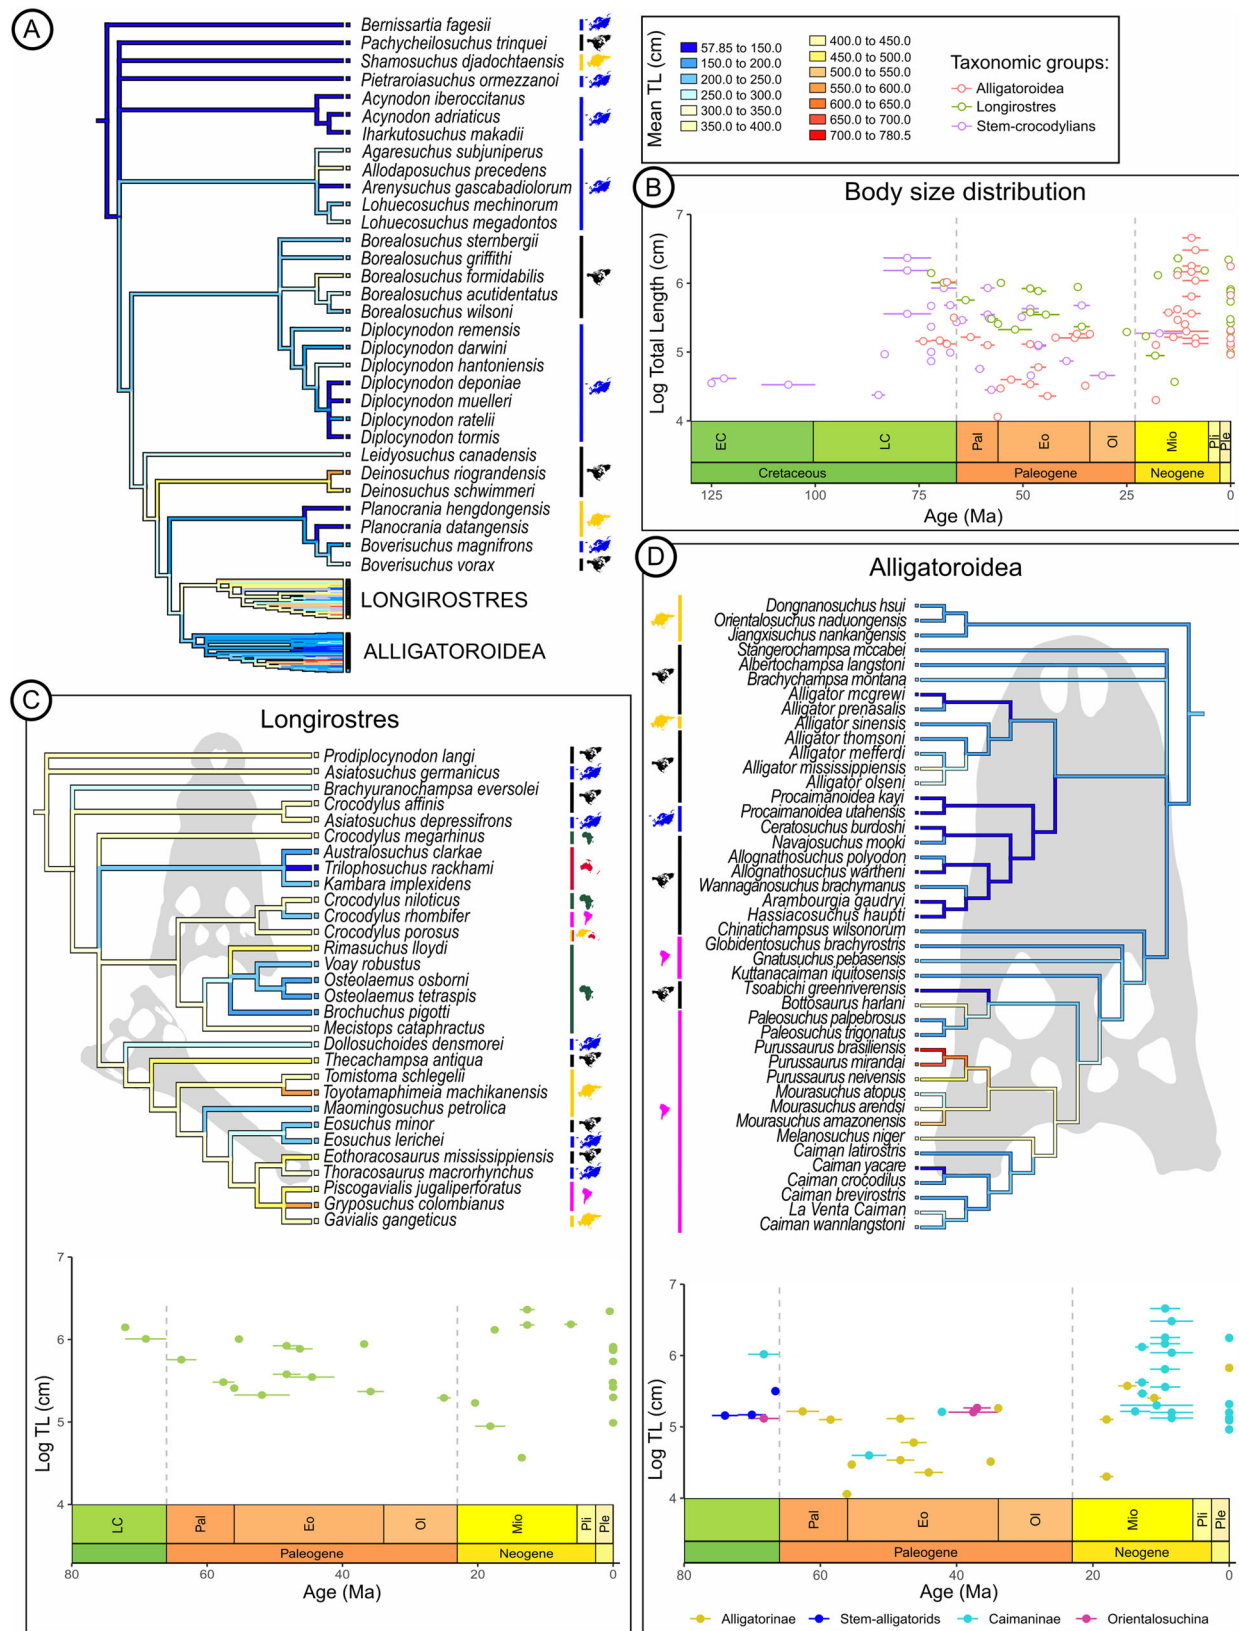 A
Bernissartia fagesii
Pachycheilosuchus trinquei
Shamosuchus djadochtaensis
Pietraroiasuchus ormezzanoi
Acynodon iberoccitanus
Acynodon adriaticus
Iharkutosuchus makadii
Agaresuchus subjuniperus
Allodaposuchus precedens
Arenysuchus gascabadiolorum
Lohuecosuchus mechinorum
Lohuecosuchus megadontos
Borealosuchus sternbergii
Borealosuchus griffithi
Borealosuchus formidabilis
Borealosuchus acutidentatus
Borealosuchus wilsoni
Diplocynodon remensis
Diplocynodon darwini
Diplocynodon hantoniensis
Diplocynodon deponiae
Diplocynodon muelleri
Diplocynodon ratelii
Diplocynodon tormis
Leidyosuchus canadensis
Deinosuchus riograndensis
Deinosuchus schwimmeri
Planocrania hengdongensis
Planocrania datangensis
Boverisuchus magnifrons
Boverisuchus vorax
LONGIROSTRES
ALLIGATOROIDEA
Mean TL (cm)
57.85 to 150.0
150.0 to 200.0
200.0 to 250.0
250.0 to 300.0
300.0 to 350.0
350.0 to 400.0
400.0 to 450.0
450.0 to 500.0
500.0 to 550.0
550.0 to 600.0
600.0 to 650.0
650.0 to 700.0
700.0 to 780.5
Taxonomic groups:
Alligatoroidea
Longirostres
Stem-crocodylians
B
Body size distribution
Log Total Length (cm)
7
6
5
4
EC
LC
Pal
Eo
Ol
Mio
Pli
Ple
Cretaceous
Paleogene
Neogene
125
100
75
50
25
0
Age (Ma)
C
Longirostres
Prodiplocynodon langi
Asiatosuchus germanicus
Brachyuranochampsa eversolei
Crocodylus affinis
Asiatosuchus depressifrons
Crocodylus megarhinus
Australosuchus clarkae
Trilophosuchus rackhami
Kambara implexidens
Crocodylus niloticus
Crocodylus rhombifer
Crocodylus porosus
Rimasuchus lloydi
Voay robustus
Osteolaemus osborni
Osteolaemus tetraspis
Brochuchus pigotti
Mecistops cataphractus
Dollosuchoides densmorei
Thecachampsa antiqua
Tomistoma schlegelii
Toyotamaphimeia machikanensis
Maomingosuchus petrolica
Eosuchus minor
Eosuchus lerichei
Eothoracosaurus mississippiensis
Thoracosaurus macrorhynchus
Piscogavialis jugaliperforatus
Gryposuchus colombianus
Gavialis gangeticus
Log TL (cm)
7
6
5
4
LC
Pal
Eo
Ol
Mio
Pli
Ple
Paleogene
Neogene
80
60
40
20
0
Age (Ma)
D
Alligatoroidea
Dongnanosuchus hsui
Orientalosuchus naduongensis
Jiangxisuchus nankangensis
Stangerochampsa mccabei
Albertochampsa langstoni
Brachychampsa montana
Alligator mcgrewi
Alligator prenasalis
Alligator sinensis
Alligator thomsoni
Alligator mefferdi
Alligator mississippiensis
Alligator olseni
Procaimanoidea kayi
Procaimanoidea utahensis
Ceratosuchus burdoshi
Navajosuchus mooki
Allognathosuchus polyodon
Allognathosuchus wartheni
Wannaganosuchus brachymanus
Arambourgia gaudryi
Hassiacosuchus haupti
Chinatichampsus wilsonorum
Globidentosuchus brachyrostris
Gnatusuchus pebasensis
Kuttanacaiman iquitosensis
Tsoabichi greenriverensis
Bottosaurus harlani
Paleosuchus palpebrosus
Paleosuchus trigonatus
Purussaurus brasiliensis
Purussaurus mirandai
Purussaurus neivensis
Mourasuchus atopus
Mourasuchus arendsi
Mourasuchus amazonensis
Melanosuchus niger
Caiman latirostris
Caiman yacare
Caiman crocodilus
Caiman brevirostris
La Venta Caiman
Caiman wannlangstoni
Log TL (cm)
7
6
5
4
Pal
Eo
Ol
Mio
Pli
Ple
Paleogene
Neogene
80
60
40
20
0
Age (Ma)
Alligatorinae
Stem-alligatorids
Caimaninae
Orientalosuchina